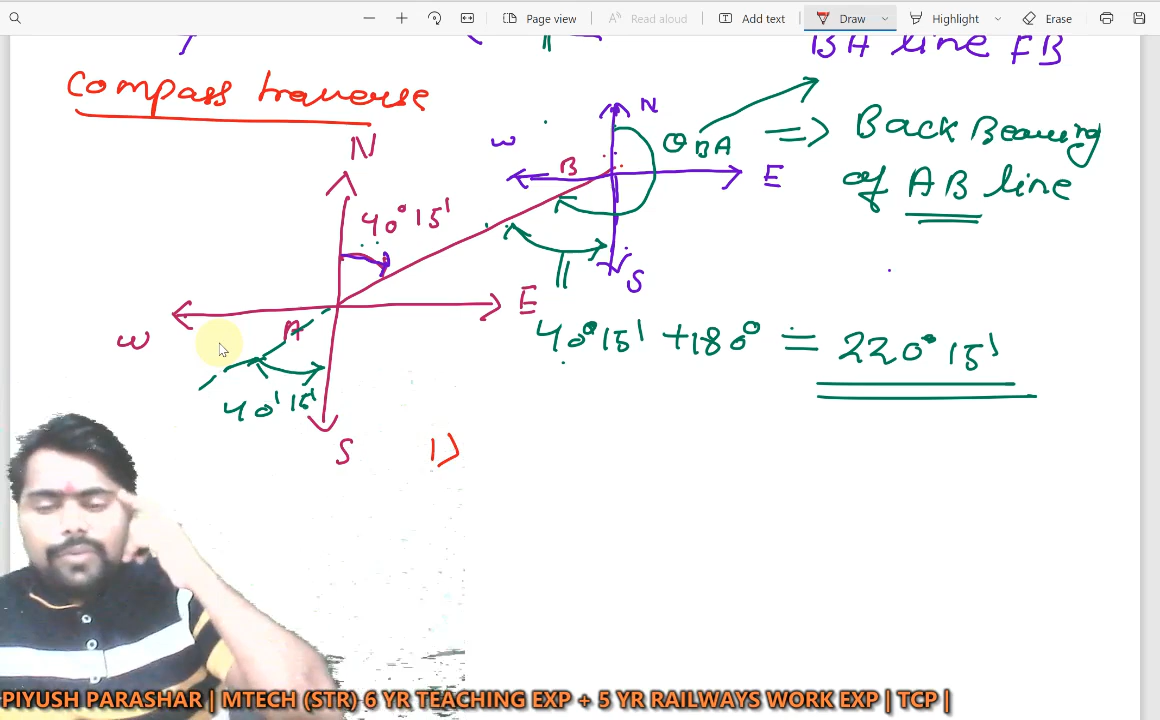 Page view
Read aloud
Add text
Draw
Highlight
Erase
BA line FB
Compass traverse
N
N
W
B
θBA
=> Back Bearing
E
of AB line
40° 15'
S
E
W
A
40° 15' + 180° = 220° 15'
40' 15'
S
1)
PIYUSH PARASHAR | MTECH (STR) 6 YR TEACHING EXP + 5 YR RAILWAYS WORK EXP | TCP |